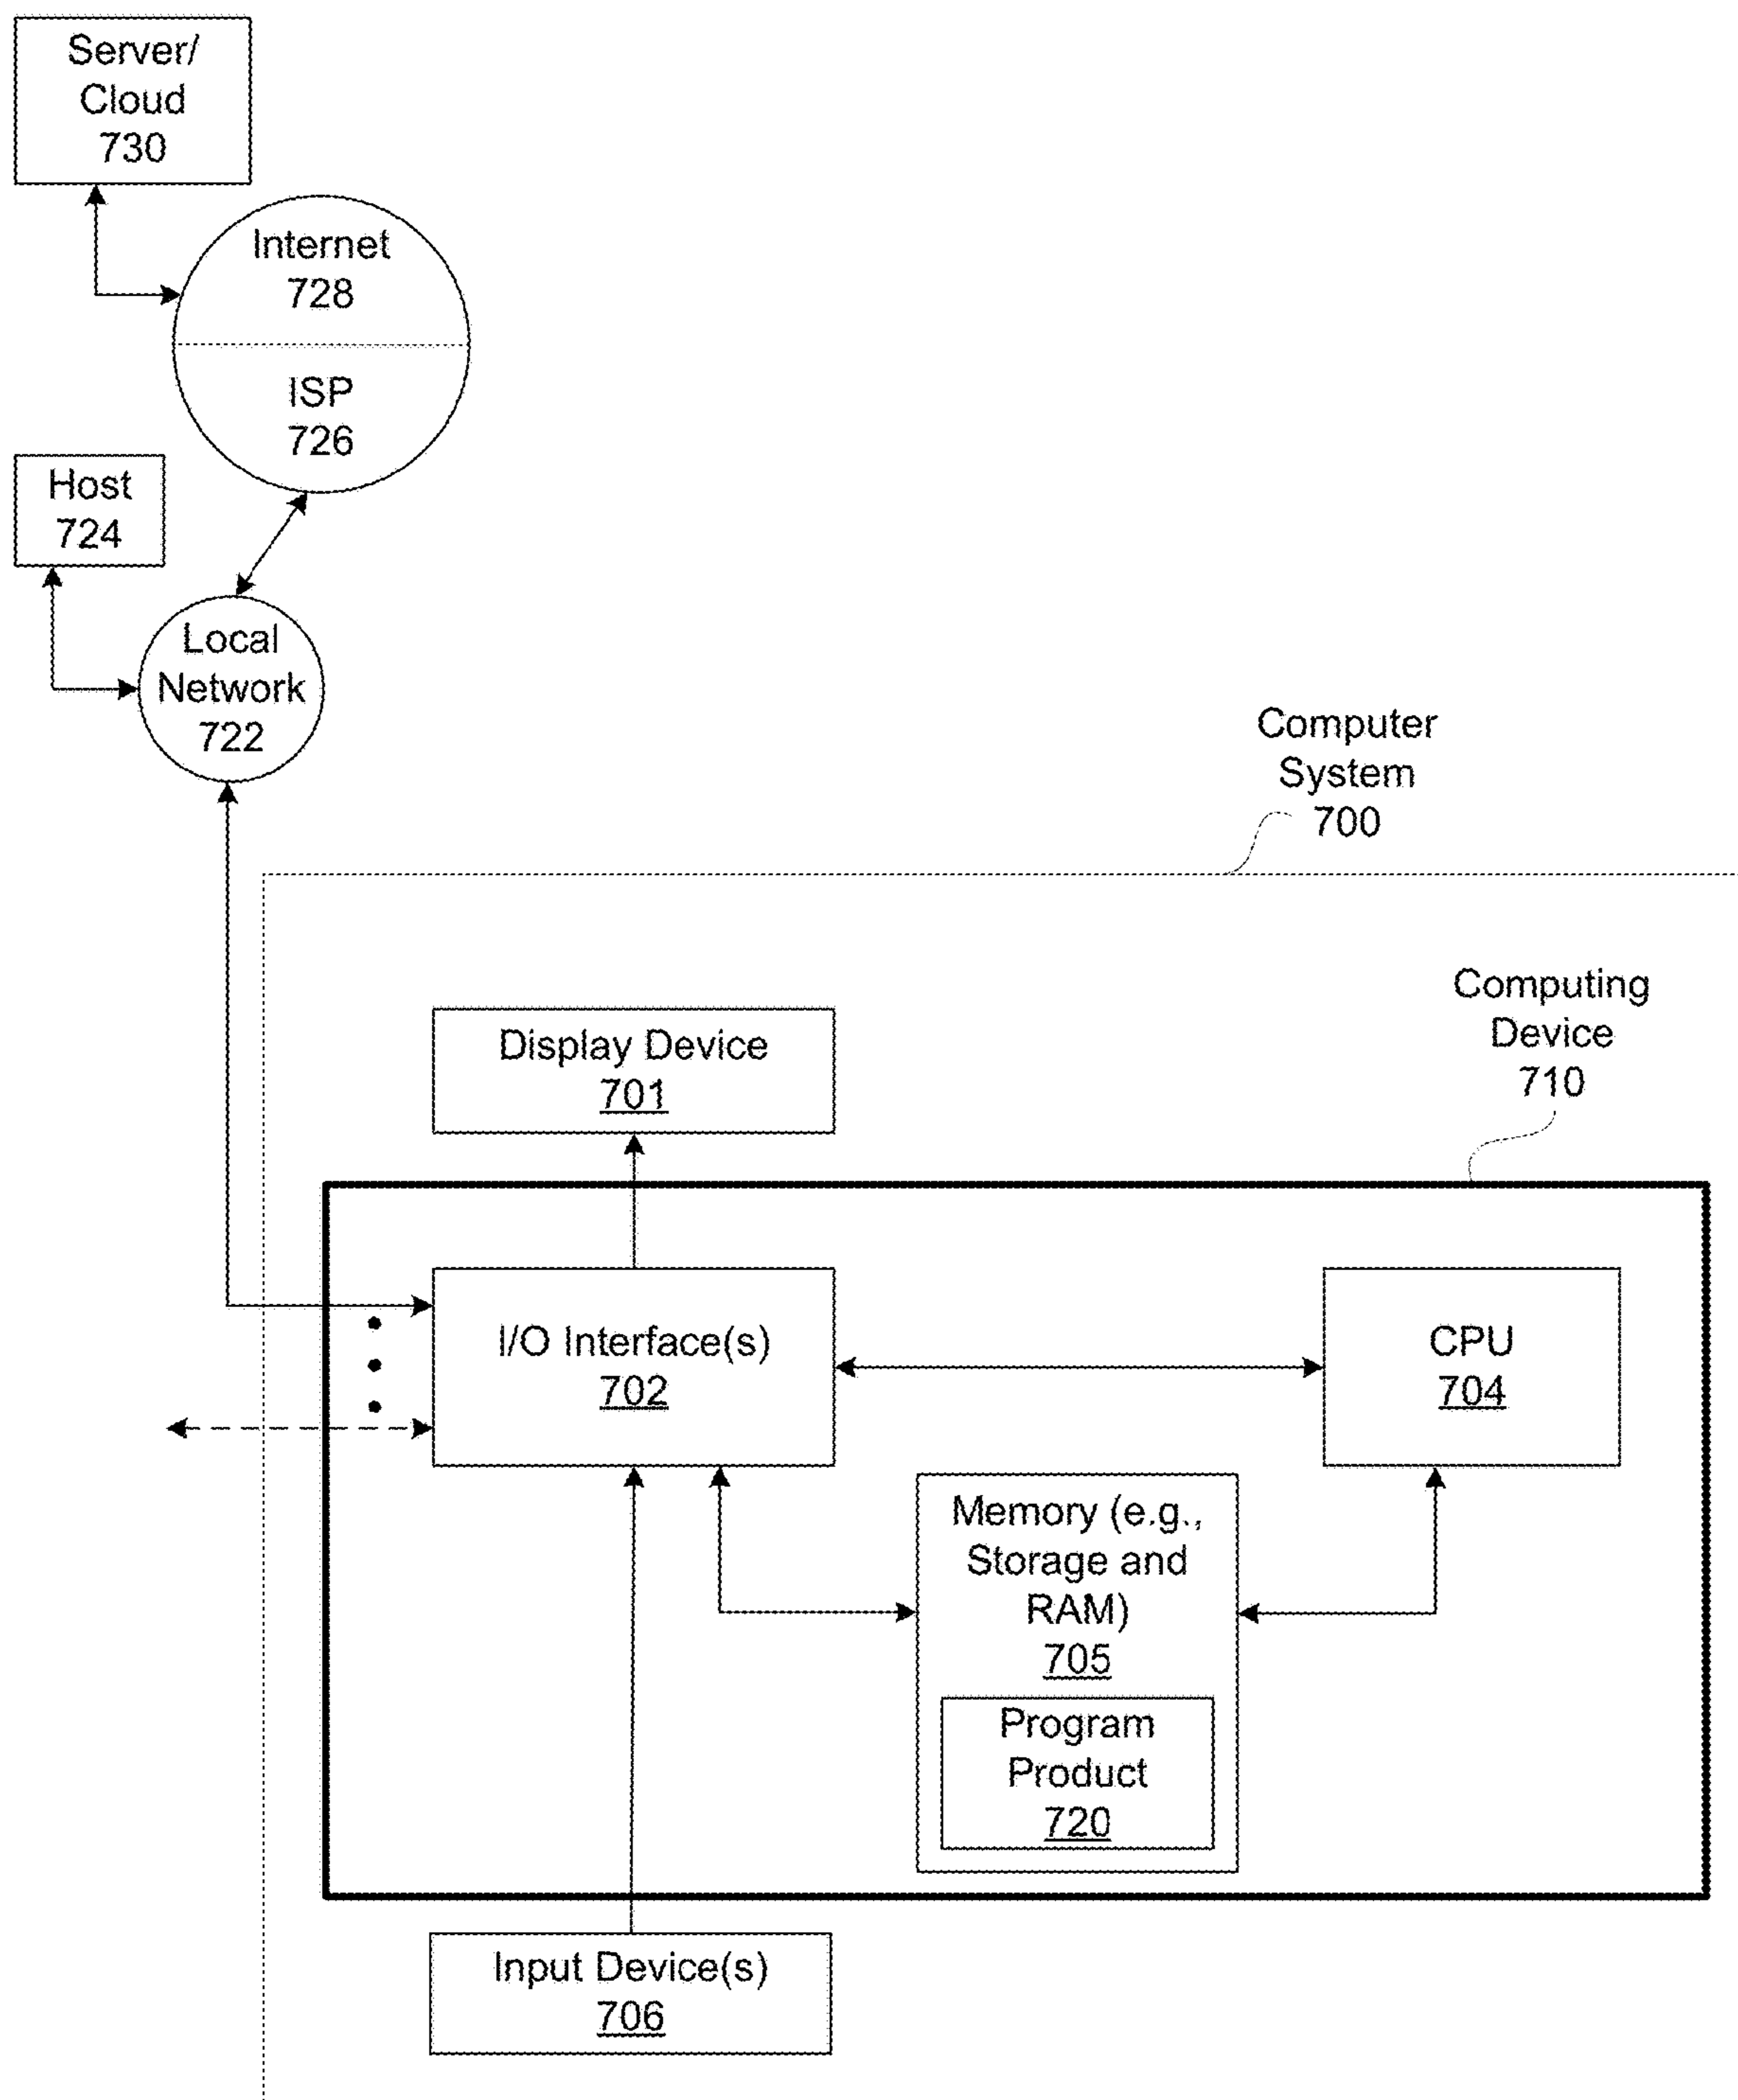 Server/
Cloud
730
Internet
728
ISP
726
Host
724
Local
Network
722
Computer
System
700
Computing
Device
710
Display Device
701
I/O Interface(s)
702
CPU
704
Memory (e.g.,
Storage and
RAM)
705
Program
Product
720
Input Device(s)
706